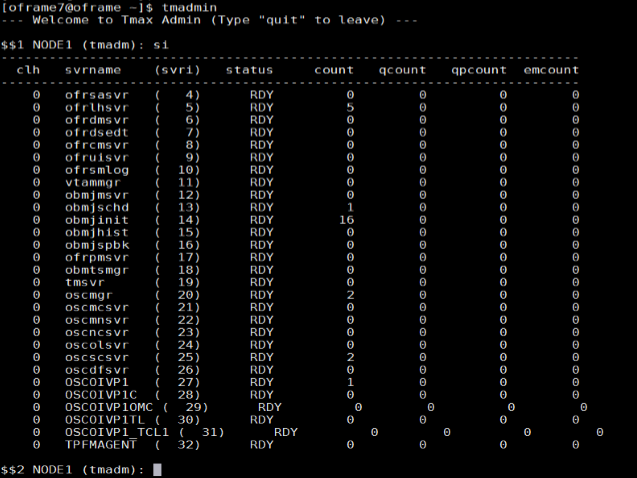 [oframe7@oframe ~]$ tmadmin
--- Welcome to Tmax Admin (Type "quit" to leave) ---
$$1 NODE1 (tmadm): si
------------------------------------------------------------------------
clh   svrname    (svri)   status     count   qcount   qpcount  emcount
------------------------------------------------------------------------
0   ofrsasvr   (   4)      RDY         0        0         0        0
0   ofrlhsvr   (   5)      RDY         5        0         0        0
0   ofrdmsvr   (   6)      RDY         0        0         0        0
0   ofrdsedt   (   7)      RDY         0        0         0        0
0   ofrcmsvr   (   8)      RDY         0        0         0        0
0   ofruisvr   (   9)      RDY         0        0         0        0
0   ofrsmlog   (  10)      RDY         0        0         0        0
0   vtammgr    (  11)      RDY         0        0         0        0
0   obmjmsvr   (  12)      RDY         0        0         0        0
0   obmjschd   (  13)      RDY         1        0         0        0
0   obmjinit   (  14)      RDY        16        0         0        0
0   obmjhist   (  15)      RDY         0        0         0        0
0   obmjspbk   (  16)      RDY         0        0         0        0
0   ofrpmsvr   (  17)      RDY         0        0         0        0
0   obmtsmgr   (  18)      RDY         0        0         0        0
0   tmsvr      (  19)      RDY         0        0         0        0
0   oscmgr     (  20)      RDY         2        0         0        0
0   oscmcsvr   (  21)      RDY         0        0         0        0
0   oscmnsvr   (  22)      RDY         0        0         0        0
0   oscncsvr   (  23)      RDY         0        0         0        0
0   oscolsvr   (  24)      RDY         0        0         0        0
0   oscscsvr   (  25)      RDY         2        0         0        0
0   oscdfsvr   (  26)      RDY         0        0         0        0
0   OSCOIVP1   (  27)      RDY         1        0         0        0
0   OSCOIVP1C  (  28)      RDY         0        0         0        0
0   OSCOIVP1OMC (  29)      RDY         0        0         0        0
0   OSCOIVP1TL (  30)      RDY         0        0         0        0
0   OSCOIVP1_TCL1 (  31)      RDY         0        0         0        0
0   TPFMAGENT  (  32)      RDY         0        0         0        0
$$2 NODE1 (tmadm):